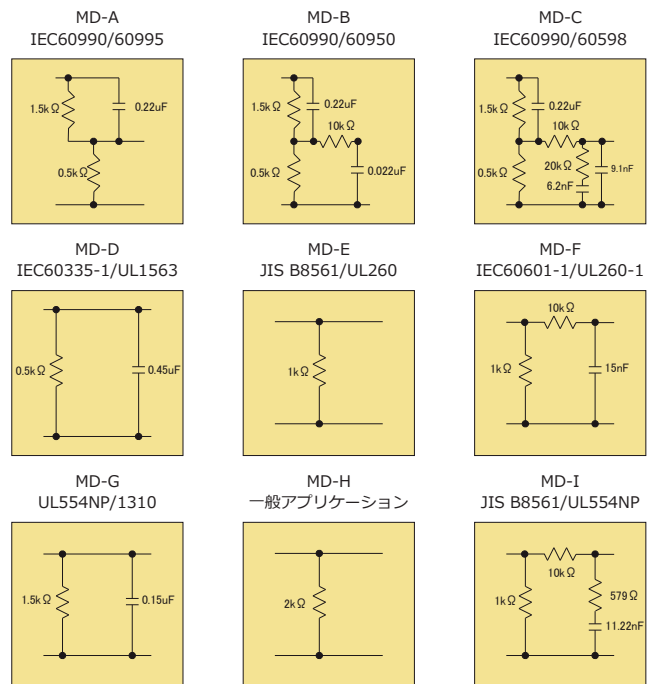 MD-A
IEC60990/60995
1.5kΩ
0.22uF
0.5kΩ
MD-B
IEC60990/60950
1.5kΩ
0.22uF
10kΩ
0.5kΩ
0.022uF
MD-C
IEC60990/60598
1.5kΩ
0.22uF
10kΩ
0.5kΩ
20kΩ
9.1nF
6.2nF
MD-D
IEC60335-1/UL1563
0.5kΩ
0.45uF
MD-E
JIS B8561/UL260
1kΩ
MD-F
IEC60601-1/UL260-1
10kΩ
1kΩ
15nF
MD-G
UL554NP/1310
1.5kΩ
0.15uF
MD-H
一般アプリケーション
2kΩ
MD-I
JIS B8561/UL554NP
10kΩ
1kΩ
579Ω
11.22nF